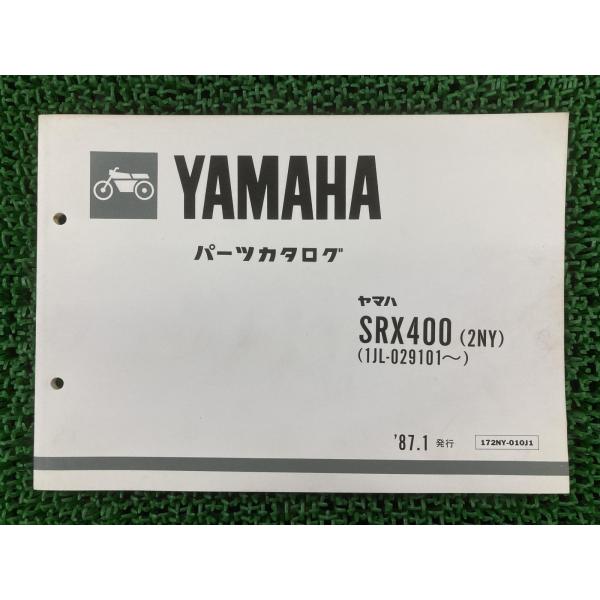 YAMAHA
パーツカタログ
ヤマハ
SRX400 (2NY)
(1JL-029101～)
'87.1 発行
172NY-010J1